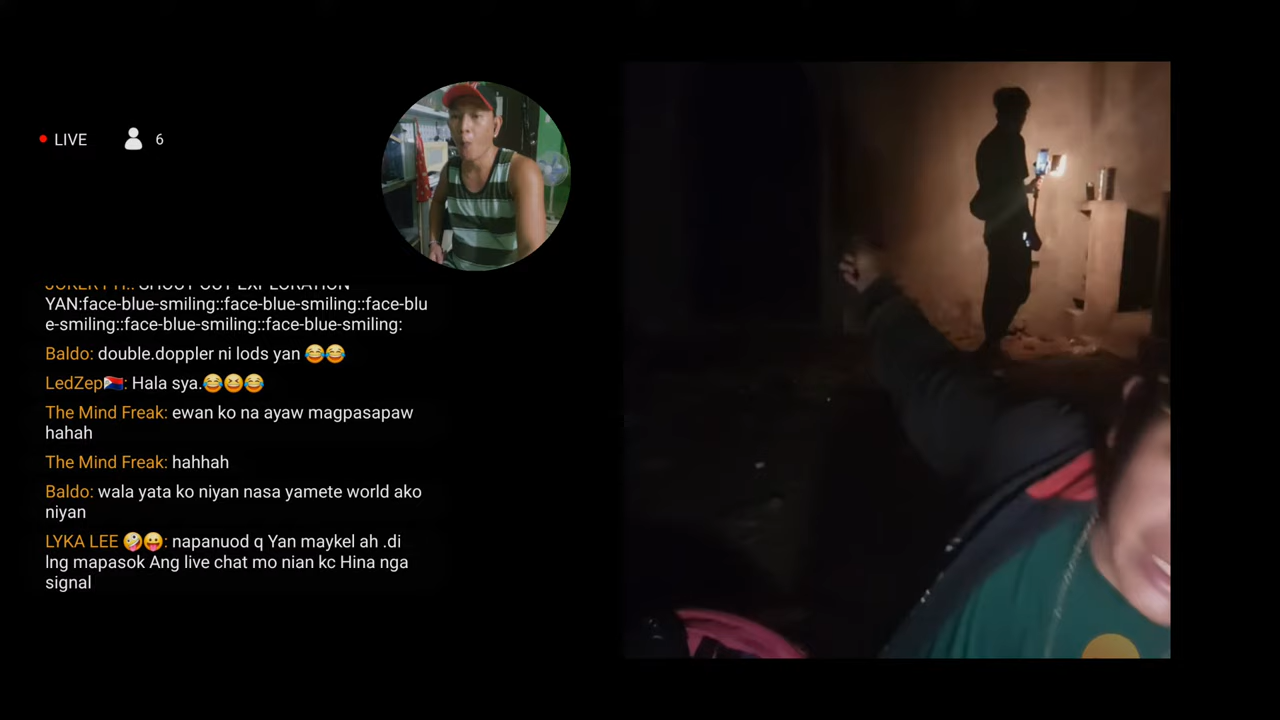 LIVE 6
SHOUT OUT EXPLORATION
YAN:face-blue-smiling::face-blue-smiling::face-blu
e-smiling::face-blue-smiling::face-blue-smiling:
Baldo: double.doppler ni lods yan 😂😂
LedZep🇵🇭: Hala sya.😂😆😂
The Mind Freak: ewan ko na ayaw magpasapaw
hahah
The Mind Freak: hahhah
Baldo: wala yata ko niyan nasa yamete world ako
niyan
LYKA LEE 🤪😛: napanuod q Yan maykel ah .di
lng mapasok Ang live chat mo nian kc Hina nga
signal